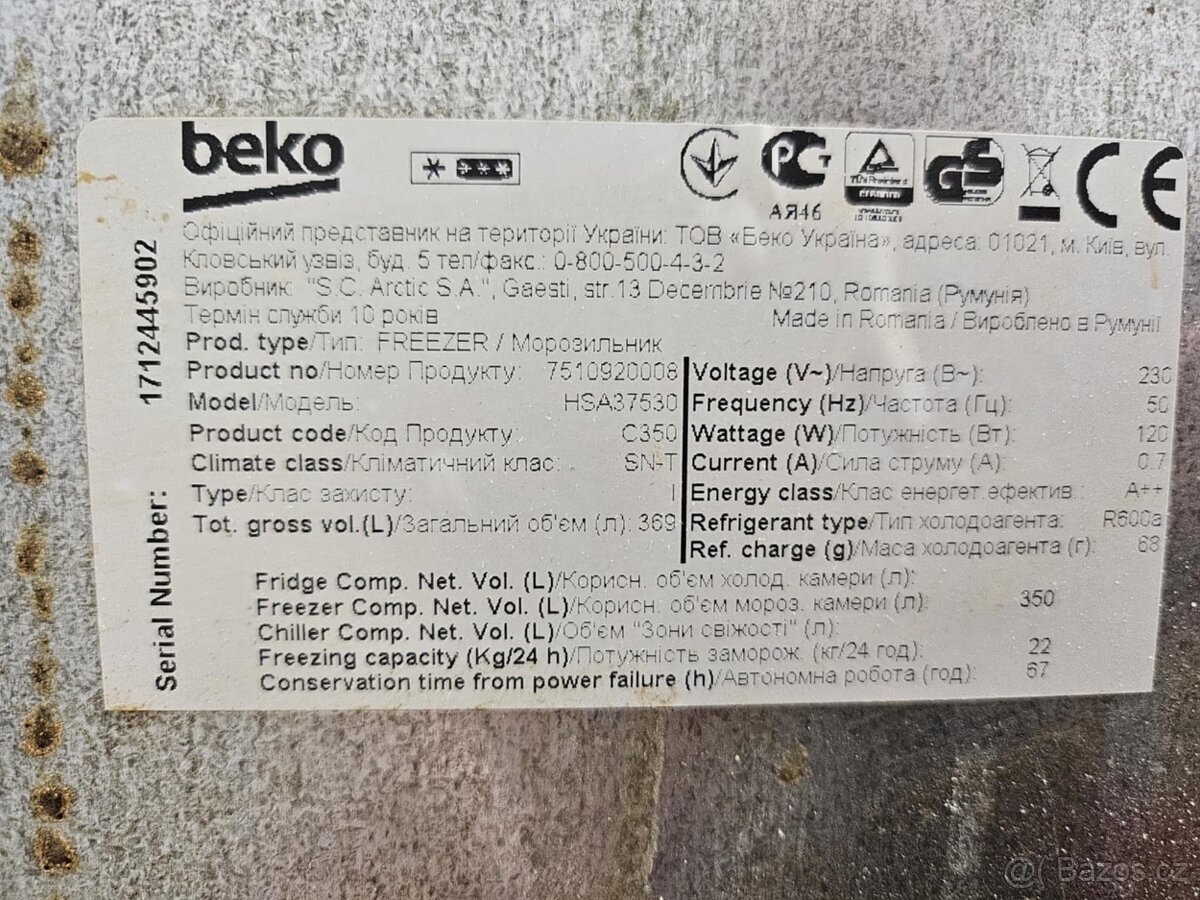 beko
АЯ46
Офіційний представник на території України: ТОВ «Беко Україна», адреса: 01021, м. Київ, вул.
Кловський узвіз, буд. 5 тел/факс.: 0-800-500-4-3-2
Виробник: "S.C. Arctic S.A.", Gaesti, str.13 Decembrie №210, Romania (Румунія)
Термін служби 10 років
Made in Romania / Вироблено в Румунії
Prod. type/Тип: FREEZER / Морозильник
Product no/Номер Продукту: 7510920008
Model/Модель: HSA37530
Product code/Код Продукту: C350
Climate class/Кліматичний клас: SN-T
Type/Клас захисту: I
Tot. gross vol.(L)/Загальний об'єм (л): 369
Voltage (V~)/Напруга (В~): 230
Frequency (Hz)/Частота (Гц): 50
Wattage (W)/Потужність (Вт): 120
Current (A)/Сила струму (А): 0.7
Energy class/Клас енергет.ефектив.: A++
Refrigerant type/Тип холодоагента: R600a
Ref. charge (g)/Маса холодоагента (г): 68
Fridge Comp. Net. Vol. (L)/Корисн. об'єм холод. камери (л):
Freezer Comp. Net. Vol. (L)/Корисн. об'єм мороз. камери (л): 350
Chiller Comp. Net. Vol. (L)/Об'єм "Зони свіжості" (л):
Freezing capacity (Kg/24 h)/Потужність заморож. (кг/24 год): 22
Conservation time from power failure (h)/Автономна робота (год): 67
Serial Number: 1712445902
@( Bazos.cz